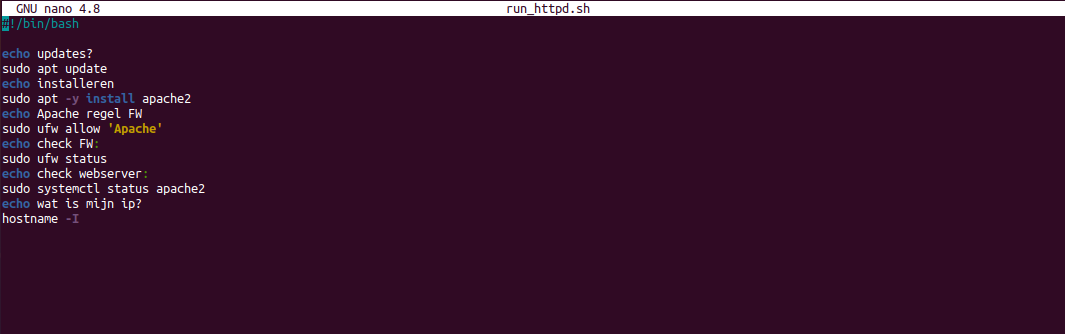 GNU nano 4.8 run_httpd.sh
#!/bin/bash
echo updates?
sudo apt update
echo installeren
sudo apt -y install apache2
echo Apache regel FW
sudo ufw allow 'Apache'
echo check FW:
sudo ufw status
echo check webserver:
sudo systemctl status apache2
echo wat is mijn ip?
hostname -I